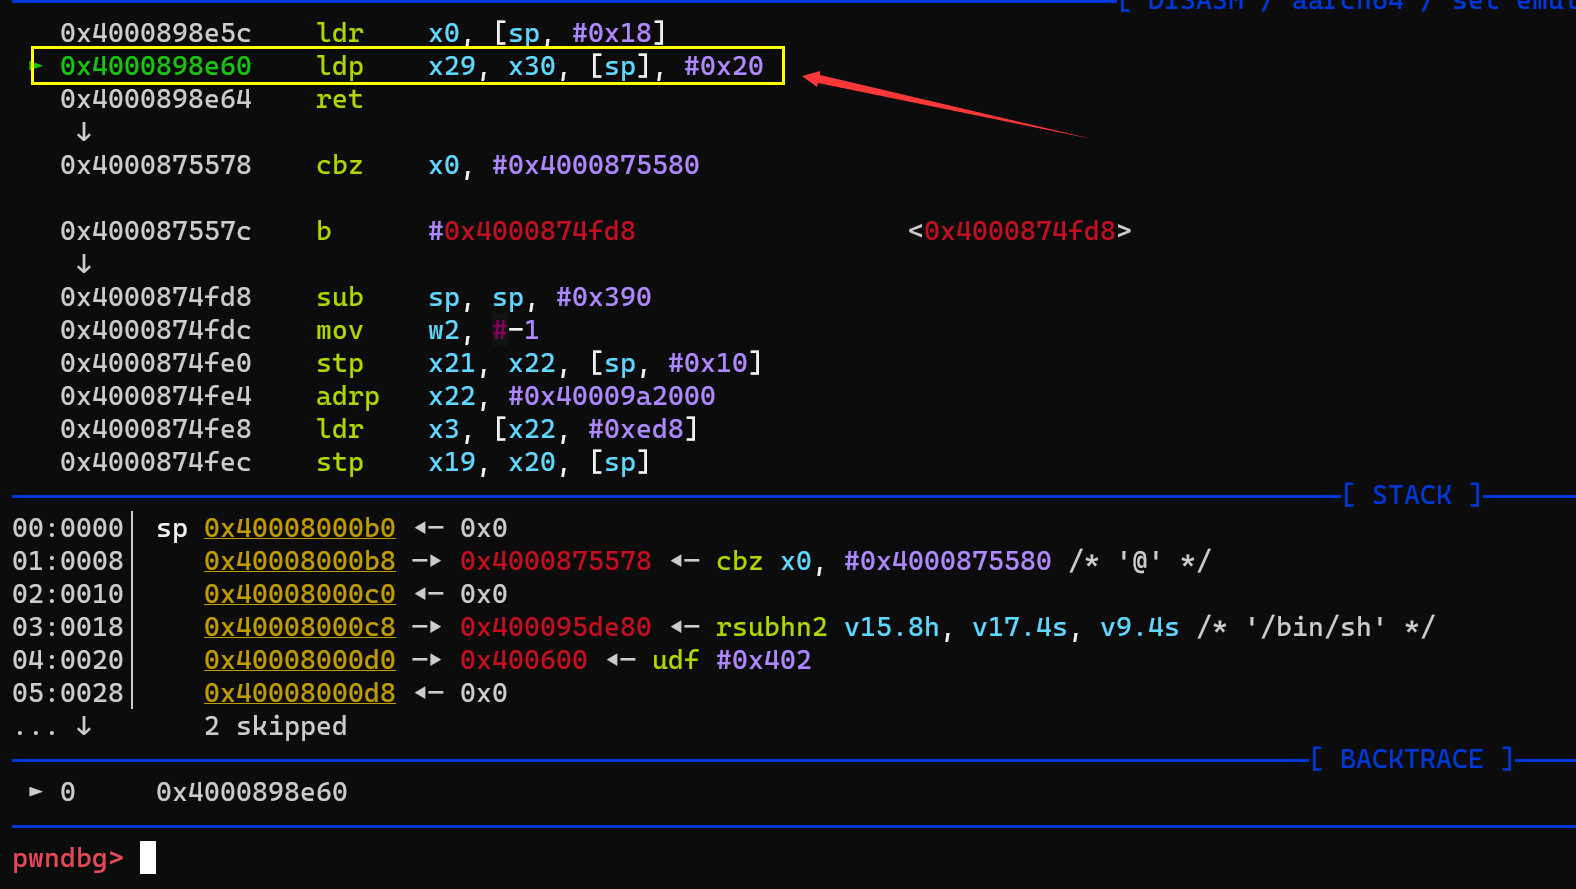 [ DISASM / aarch64 / set emul
0x4000898e5c ldr x0, [sp, #0x18]
► 0x4000898e60 ldp x29, x30, [sp], #0x20
0x4000898e64 ret
↓
0x4000875578 cbz x0, #0x4000875580
0x400087557c b #0x4000874fd8 <0x4000874fd8>
↓
0x4000874fd8 sub sp, sp, #0x390
0x4000874fdc mov w2, #-1
0x4000874fe0 stp x21, x22, [sp, #0x10]
0x4000874fe4 adrp x22, #0x40009a2000
0x4000874fe8 ldr x3, [x22, #0xed8]
0x4000874fec stp x19, x20, [sp]
[ STACK ]
00:0000│ sp 0x40008000b0 ◂— 0x0
01:0008│ 0x40008000b8 —▸ 0x4000875578 ◂— cbz x0, #0x4000875580 /* '@' */
02:0010│ 0x40008000c0 ◂— 0x0
03:0018│ 0x40008000c8 —▸ 0x400095de80 ◂— rsubhn2 v15.8h, v17.4s, v9.4s /* '/bin/sh' */
04:0020│ 0x40008000d0 —▸ 0x400600 ◂— udf #0x402
05:0028│ 0x40008000d8 ◂— 0x0
... ↓ 2 skipped
[ BACKTRACE ]
► 0 0x4000898e60
pwndbg>